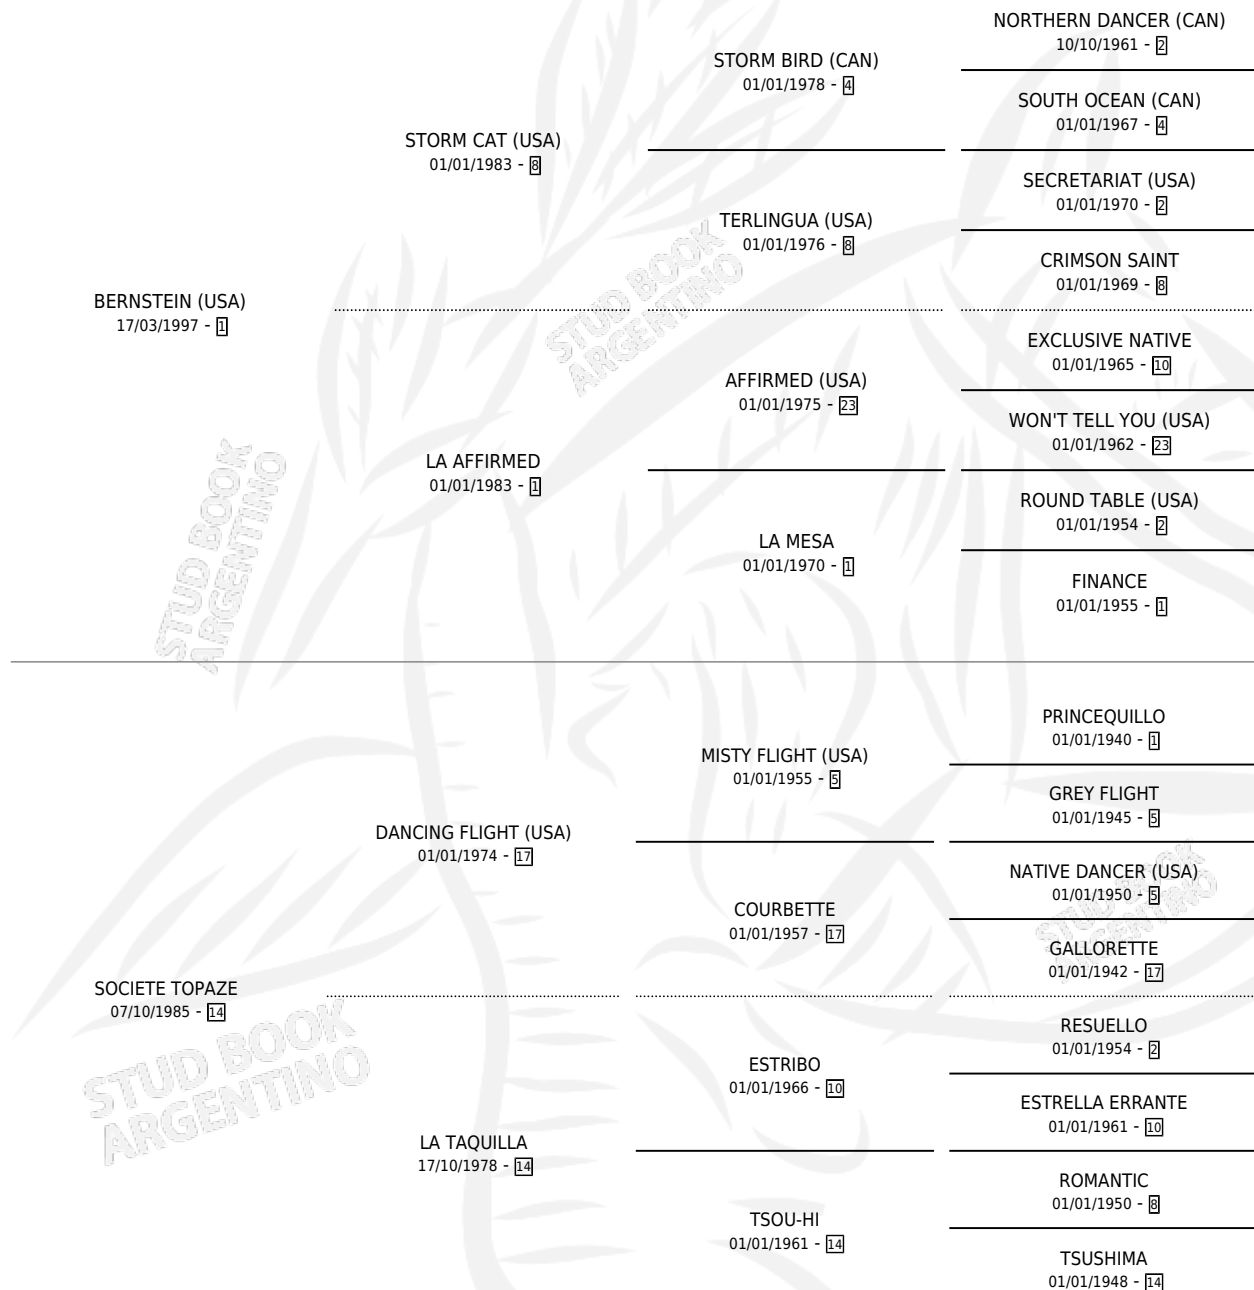 NORTHERN DANCER (CAN)
10/10/1961 - 2
STORM BIRD (CAN)
01/01/1978 - 4
SOUTH OCEAN (CAN)
01/01/1967 - 4
STORM CAT (USA)
01/01/1983 - 8
SECRETARIAT (USA)
01/01/1970 - 2
TERLINGUA (USA)
01/01/1976 - 8
CRIMSON SAINT
01/01/1969 - 8
BERNSTEIN (USA)
17/03/1997 - 1
EXCLUSIVE NATIVE
01/01/1965 - 10
AFFIRMED (USA)
01/01/1975 - 23
WON'T TELL YOU (USA)
01/01/1962 - 23
LA AFFIRMED
01/01/1983 - 1
ROUND TABLE (USA)
01/01/1954 - 2
LA MESA
01/01/1970 - 1
FINANCE
01/01/1955 - 1
PRINCEQUILLO
01/01/1940 - 1
MISTY FLIGHT (USA)
01/01/1955 - 5
GREY FLIGHT
01/01/1945 - 5
DANCING FLIGHT (USA)
01/01/1974 - 17
NATIVE DANCER (USA)
01/01/1950 - 5
COURBETTE
01/01/1957 - 17
GALLORETTE
01/01/1942 - 17
SOCIETE TOPAZE
07/10/1985 - 14
RESUELLO
01/01/1954 - 2
ESTRIBO
01/01/1966 - 10
ESTRELLA ERRANTE
01/01/1961 - 10
LA TAQUILLA
17/10/1978 - 14
ROMANTIC
01/01/1950 - 8
TSOU-HI
01/01/1961 - 14
TSUSHIMA
01/01/1948 - 14
STUD BOOK
ARGENTINO
STUD BOOK
ARGENTINO
STUD BOOK
ARGENTINO
STUD BOOK
ARGENTINO